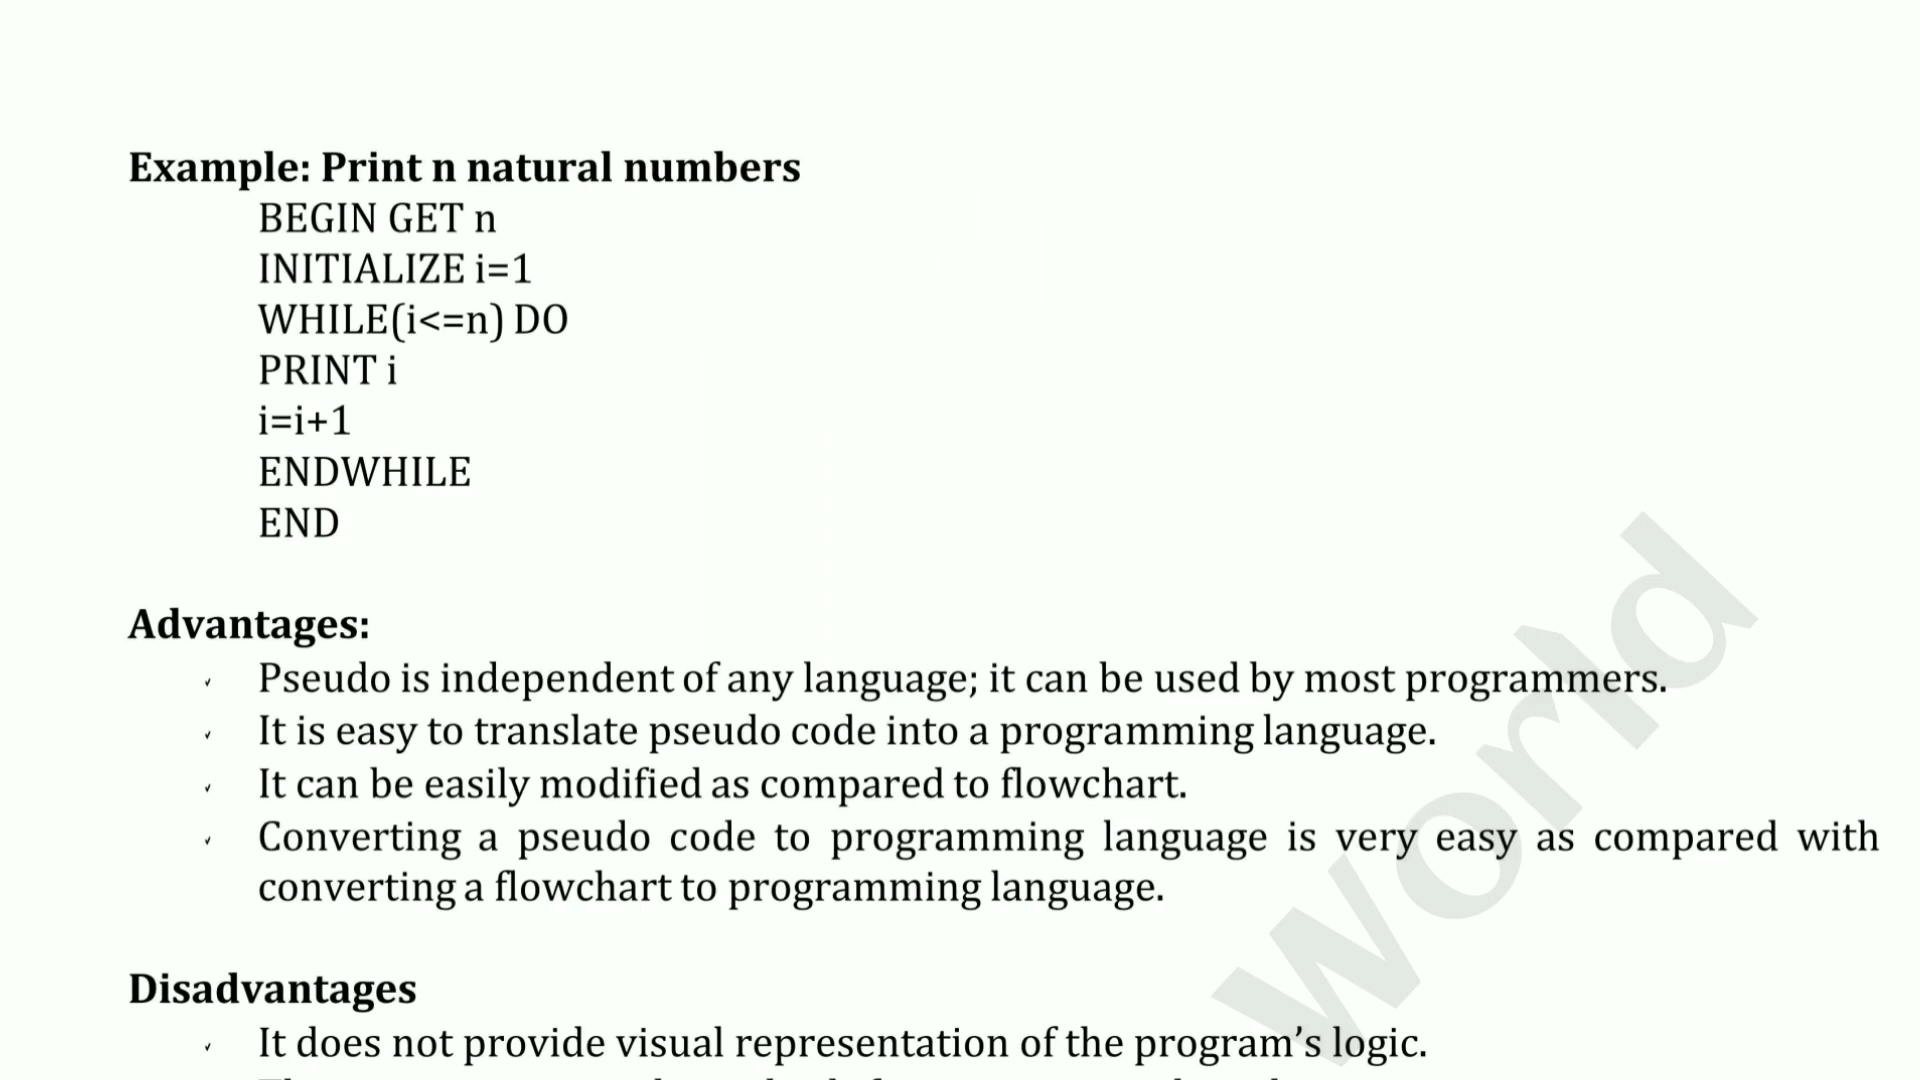 Example: Print n natural numbers
BEGIN GET n
INITIALIZE i=1
WHILE(i<=n) DO
PRINT i
i=i+1
ENDWHILE
END
Advantages:
✓ Pseudo is independent of any language; it can be used by most programmers.
✓ It is easy to translate pseudo code into a programming language.
✓ It can be easily modified as compared to flowchart.
✓ Converting a pseudo code to programming language is very easy as compared with
converting a flowchart to programming language.
Disadvantages
✓ It does not provide visual representation of the program’s logic.
world